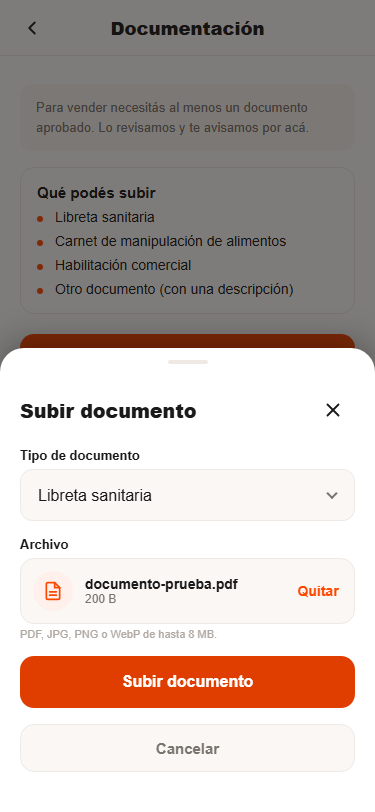 Documentación
Para vender necesitás al menos un documento
aprobado. Lo revisamos y te avisamos por acá.
Qué podés subir
Libreta sanitaria
Carnet de manipulación de alimentos
Habilitación comercial
Otro documento (con una descripción)
Subir documento
Tipo de documento
Libreta sanitaria
Archivo
documento-prueba.pdf
200 B
Quitar
PDF, JPG, PNG o WebP de hasta 8 MB.
Subir documento
Cancelar